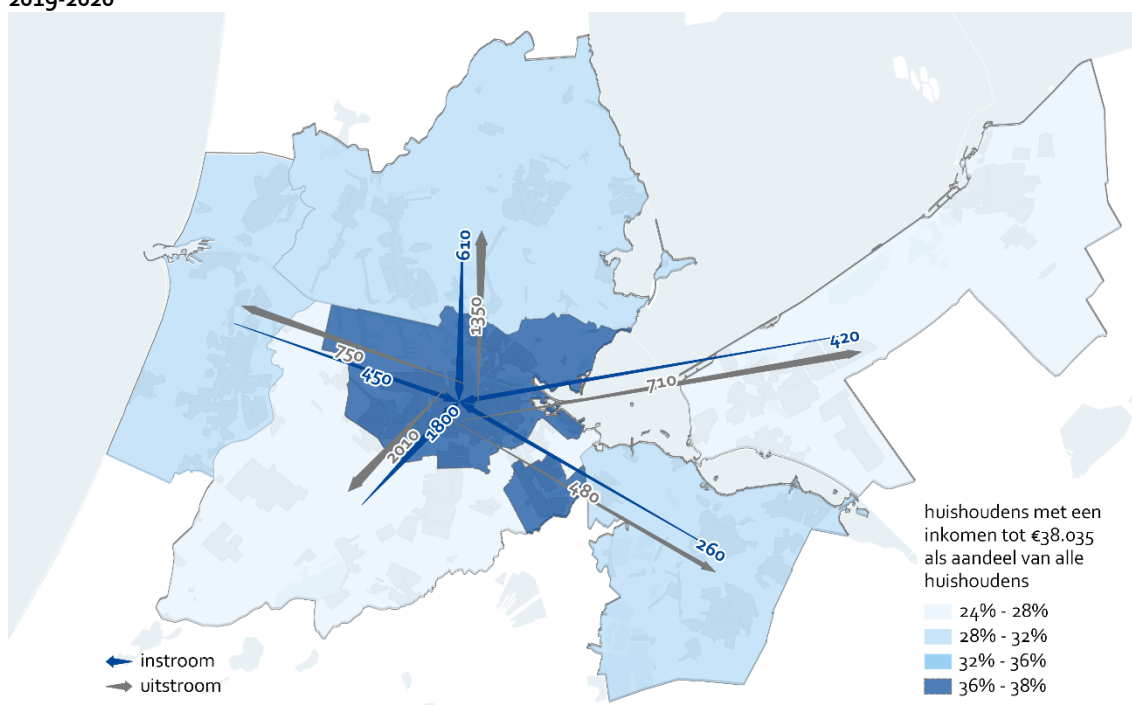 2019-2020
610
1350
750
450
420
710
1800
2010
480
260
huishoudens met een
inkomen tot €38.035
als aandeel van alle
huishoudens
24% - 28%
28% - 32%
32% - 36%
36% - 38%
instroom
uitstroom